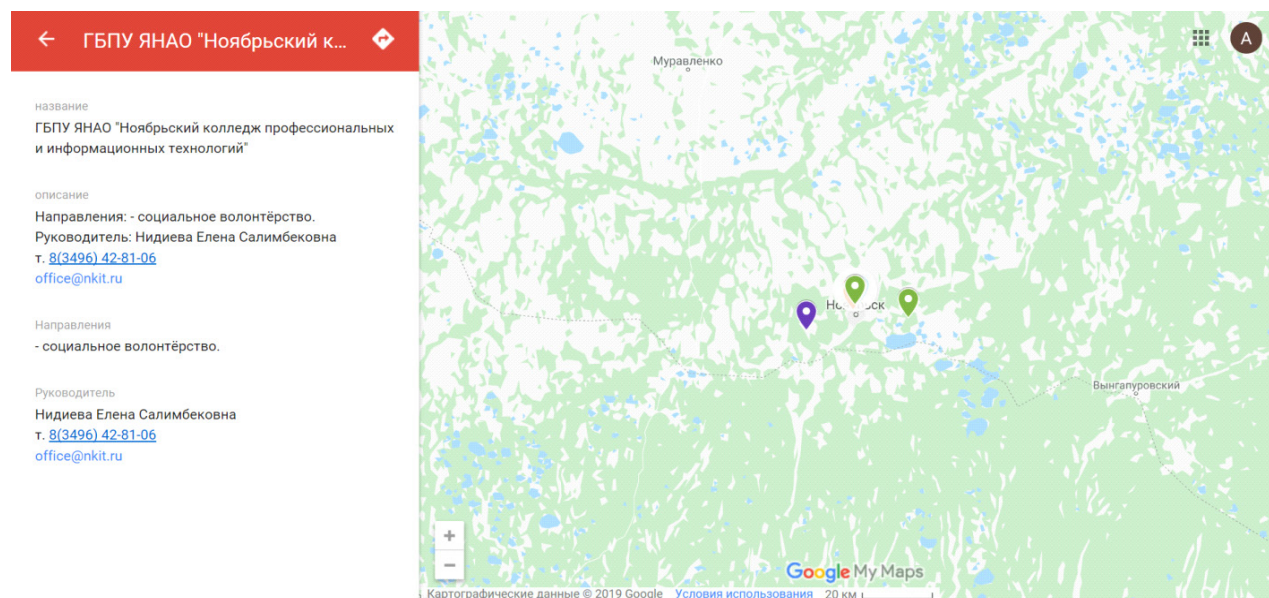 ГБПУ ЯНАО "Ноябрьский к...
название
ГБПУ ЯНАО "Ноябрьский колледж профессиональных
и информационных технологий"
описание
Направления: - социальное волонтёрство.
Руководитель: Нидиева Елена Салимбековна
т. 8(3496) 42-81-06
office@nkit.ru
Направления
- социальное волонтёрство.
Руководитель
Нидиева Елена Салимбековна
т. 8(3496) 42-81-06
office@nkit.ru
A
Муравленко
Вынгапуровский
+
−
Google My Maps
Картографические данные © 2019 Google Условия использования 20 км